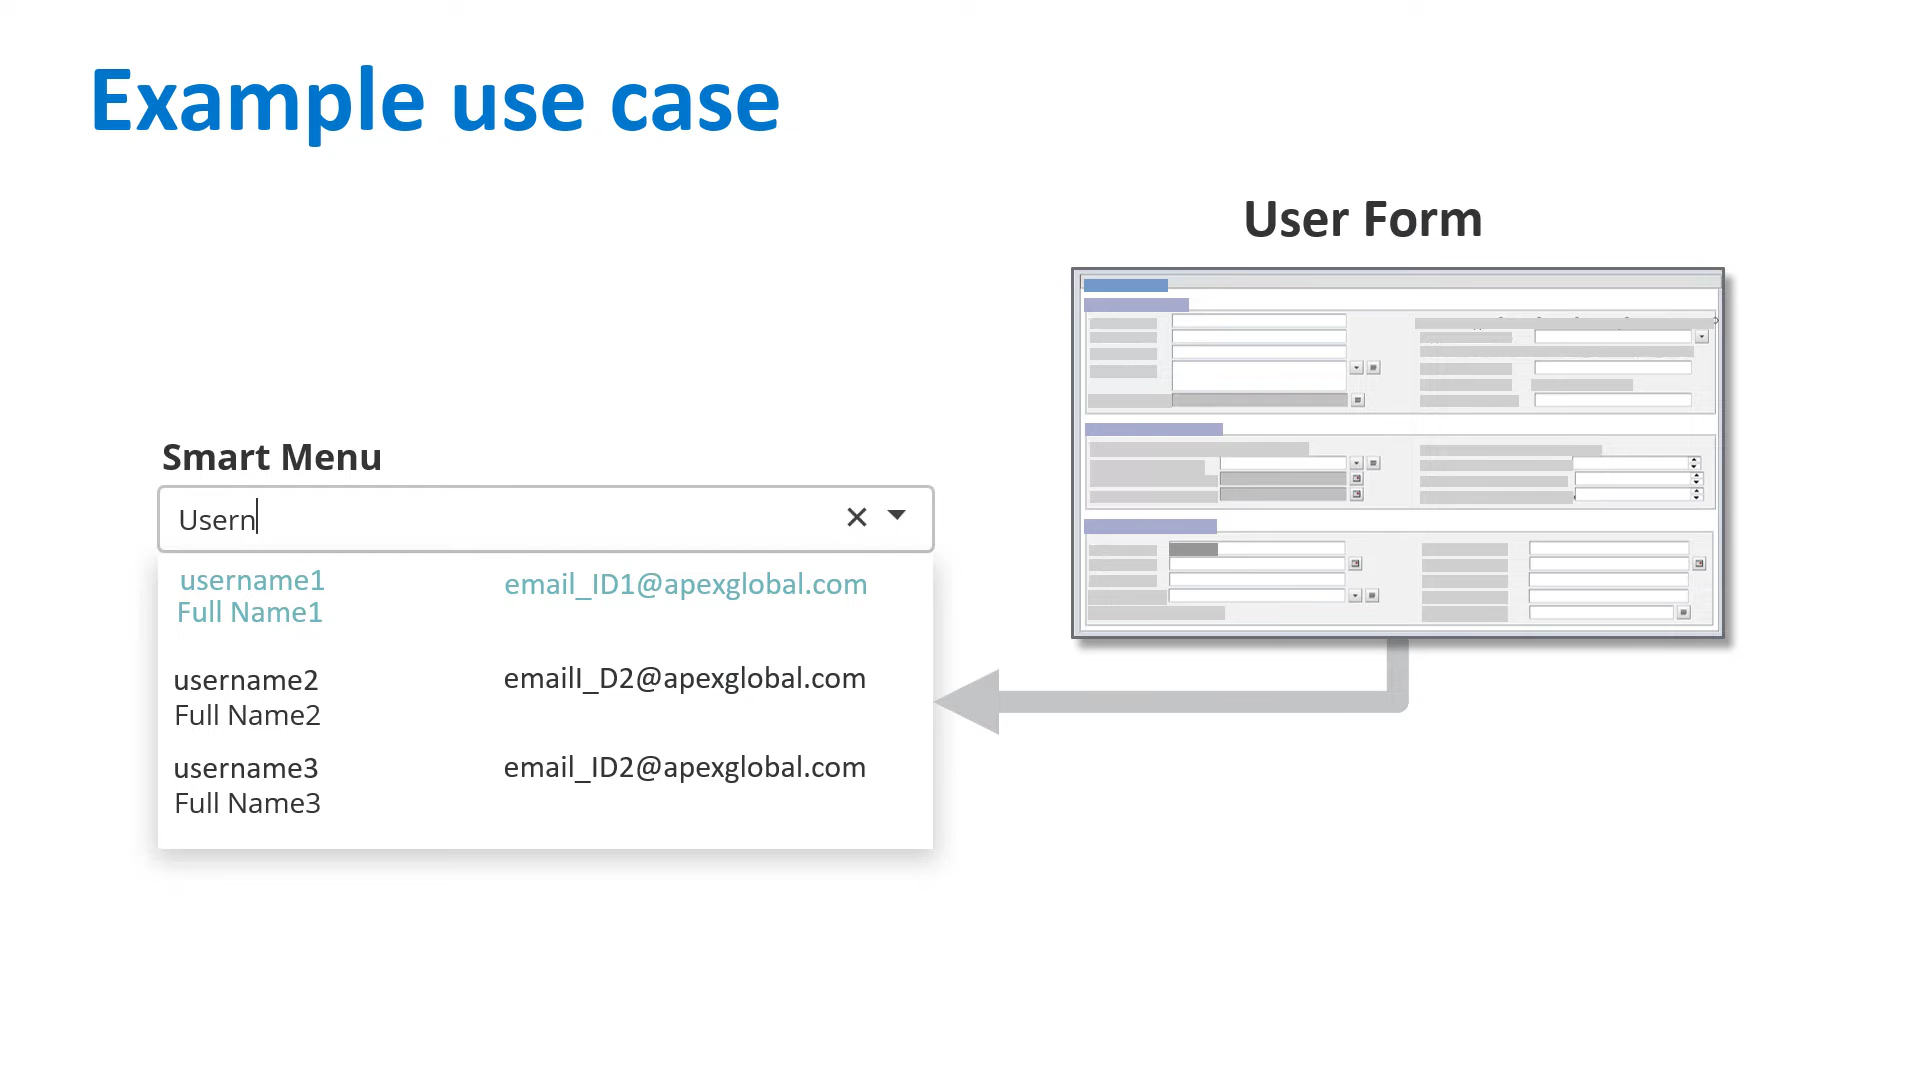 Example use case
User Form
Smart Menu
Usern
username1 email_ID1@apexglobal.com
Full Name1
username2 emailI_D2@apexglobal.com
Full Name2
username3 email_ID2@apexglobal.com
Full Name3